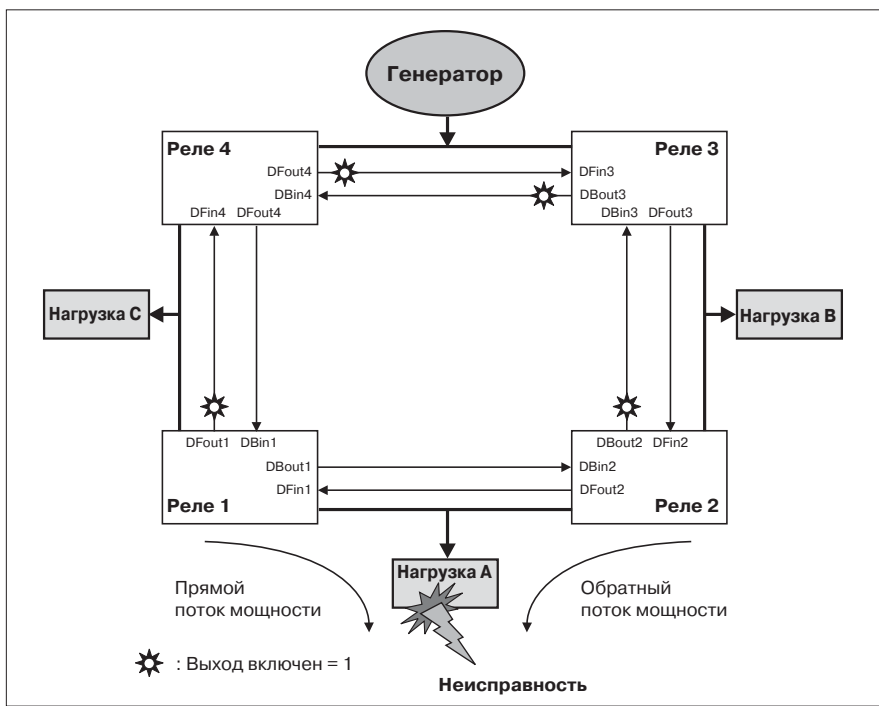 Генератор
Реле 4
Реле 3
DFout4
DFin3
DBin4
DBout3
DFin4 DFout4
DBin3 DFout3
Нагрузка C
Нагрузка B
DFout1 DBin1
DBout2 DFin2
DBout1
DBin2
DFin1
DFout2
Реле 1
Реле 2
Нагрузка A
Прямой
поток мощности
Обратный
поток мощности
: Выход включен = 1
Неисправность